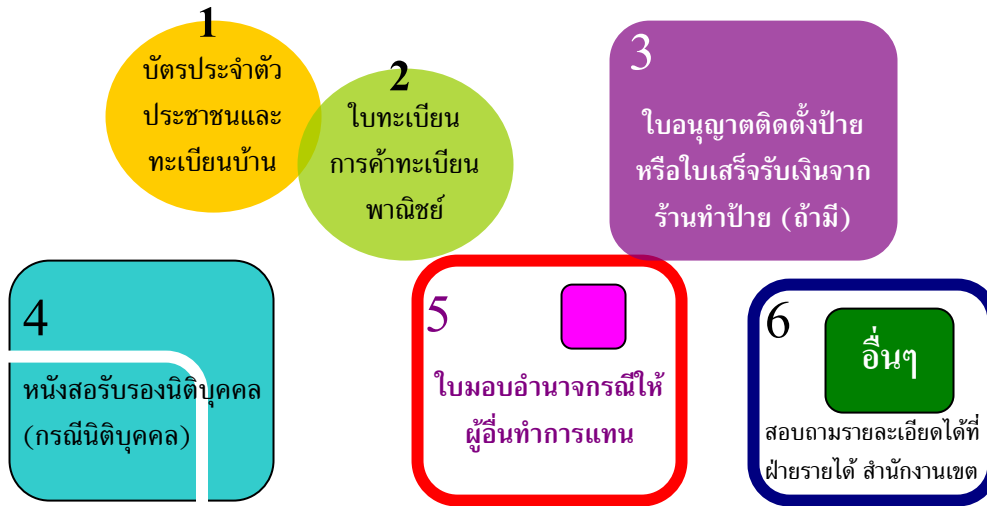 1
บัตรประจำตัว
ประชาชนและ
ทะเบียนบ้าน
2
ใบทะเบียน
การค้าทะเบียน
พาณิชย์
3
ใบอนุญาตติดตั้งป้าย
หรือใบเสร็จรับเงินจาก
ร้านทำป้าย (ถ้ามี)
4
หนังสอรับรองนิติบุคคล
(กรณีนิติบุคคล)
5
ใบมอบอำนาจกรณีให้
ผู้อื่นทำการแทน
6
อื่นๆ
สอบถามรายละเอียดได้ที่
ฝ่ายรายได้ สำนักงานเขต